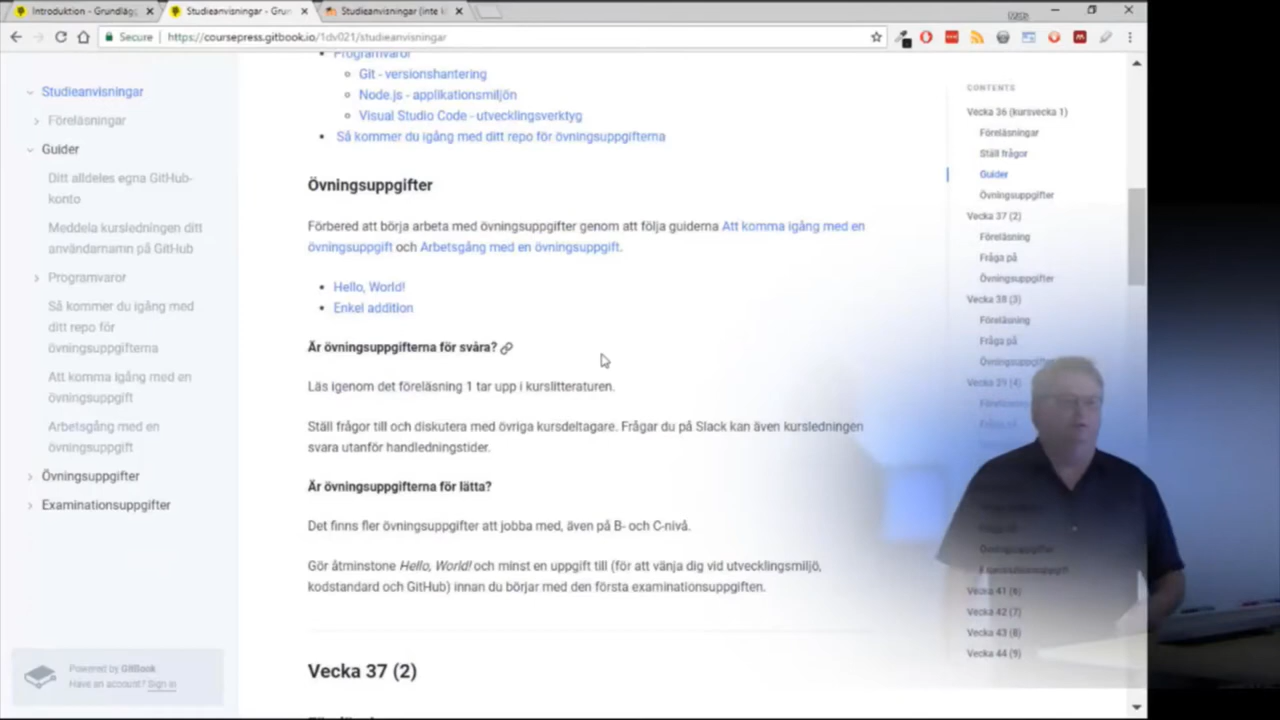 Introduktion - Grundläg
Studieanvisningar - Grun
Studieanvisningar (inte k
Secure
https://coursepress.gitbook.io/1dv021/studieanvisningar
Studieanvisningar
Föreläsningar
Guider
Ditt alldeles egna GitHub-
konto
Meddela kursledningen ditt
användarnamn på GitHub
Programvaror
Så kommer du igång med
ditt repo för
övningsuppgifterna
Att komma igång med en
övningsuppgift
Arbetsgång med en
övningsuppgift
Övningsuppgifter
Examinationsuppgifter
Powered by GitBook
Have an account? Sign in
Programvaror
Git - versionshantering
Node.js - applikationsmiljön
Visual Studio Code - utvecklingsverktyg
Så kommer du igång med ditt repo för övningsuppgifterna
Övningsuppgifter
Förbered att börja arbeta med övningsuppgifter genom att följa guiderna Att komma igång med en
övningsuppgift och Arbetsgång med en övningsuppgift.
Hello, World!
Enkel addition
Är övningsuppgifterna för svåra?
Läs igenom det föreläsning 1 tar upp i kurslitteraturen.
Ställ frågor till och diskutera med övriga kursdeltagare. Frågar du på Slack kan även kursledningen
svara utanför handledningstider.
Är övningsuppgifterna för lätta?
Det finns fler övningsuppgifter att jobba med, även på B- och C-nivå.
Gör åtminstone Hello, World! och minst en uppgift till (för att vänja dig vid utvecklingsmiljö,
kodstandard och GitHub) innan du börjar med den första examinationsuppgiften.
Vecka 37 (2)
CONTENTS
Vecka 36 (kursvecka 1)
Föreläsningar
Ställ frågor
Guider
Övningsuppgifter
Vecka 37 (2)
Föreläsning
Fråga på
Övningsuppgifter
Vecka 38 (3)
Föreläsning
Fråga på
Övningsuppgifter
Vecka 39 (4)
Övningsuppgifter
Vecka 41 (6)
Vecka 42 (7)
Vecka 43 (8)
Vecka 44 (9)